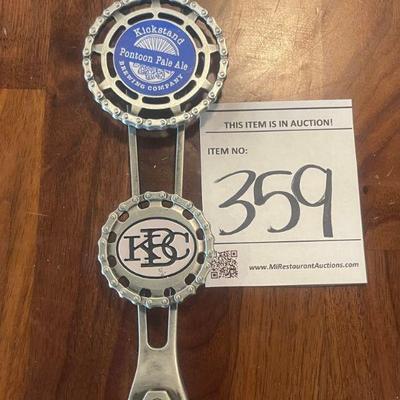 Kickstand
Pontoon Pale Ale
BREWING COMPANY
KBC
THIS ITEM IS IN AUCTION!
ITEM NO:
359
www.MiRestaurantAuctions.com